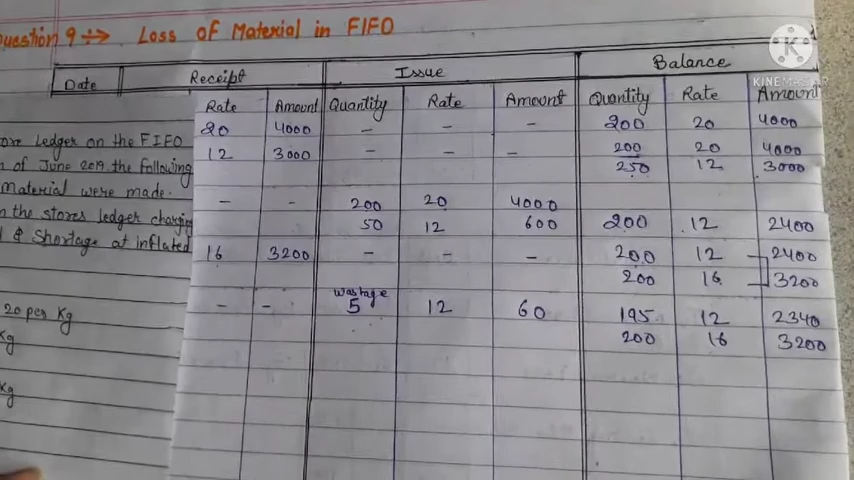 Question 9 ÷→ Loss of Material in FIFO
Date Receipt Issue Balance
Rate Amount Quantity Rate Amount Quantity Rate Amount
20 4000 – – – 200 20 4000
12 3000 – – – 200 20 4000
250 12 3000
– – 200 20 4000
50 12 600 200 12 2400
16 3200 – – – 200 12 2400
200 16 3200
wastage
– – 5 12 60 195 12 2340
200 16 3200
Ledger on the FIFO
of June 2019 the following
Material were made.
the stores ledger charging
& Shortage at inflated
20 per Kg
Kg
Kg
K
KINEMASTER